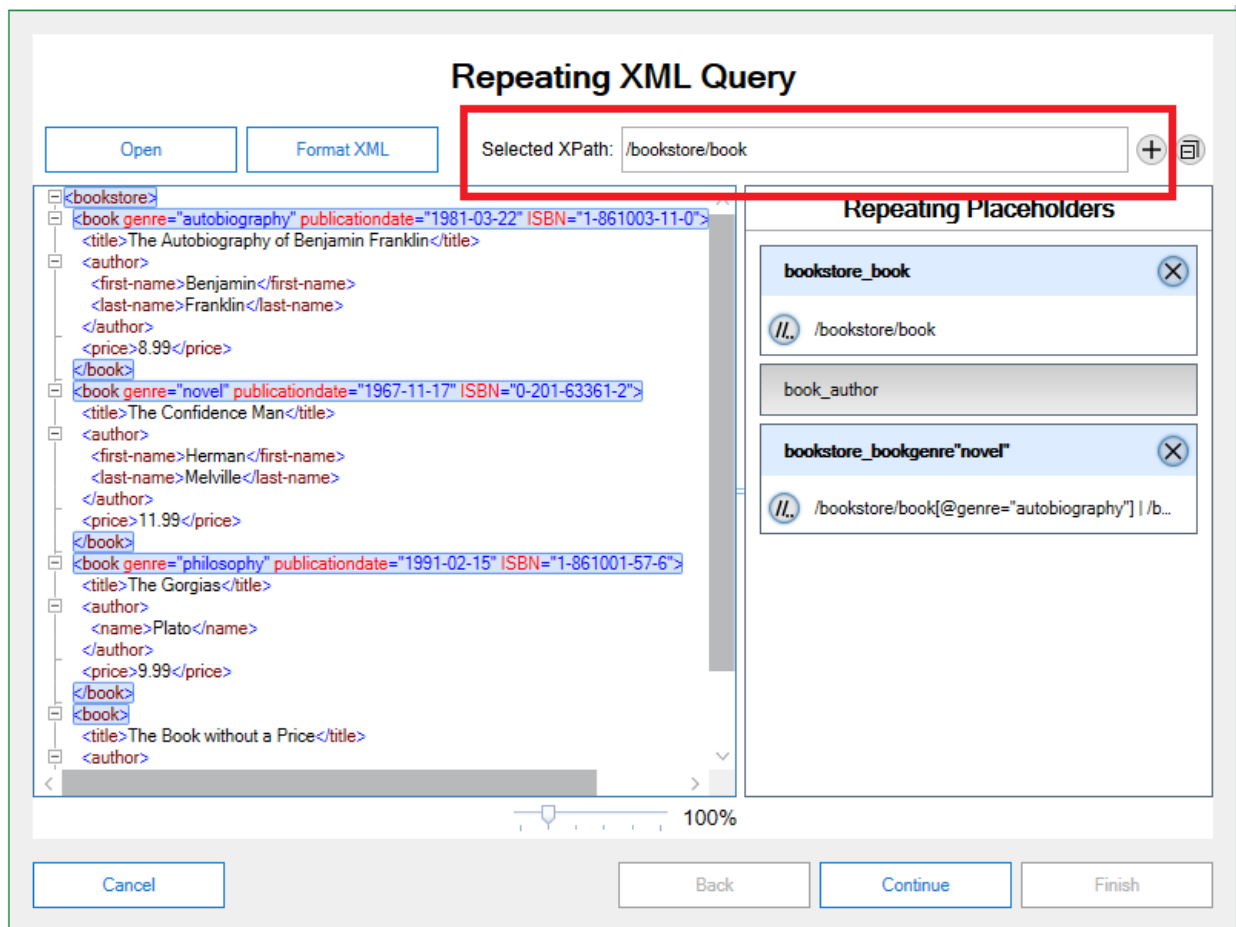 Repeating XML Query
Open
Format XML
Selected XPath: /bookstore/book
<bookstore>
<book genre="autobiography" publicationdate="1981-03-22" ISBN="1-861003-11-0">
<title>The Autobiography of Benjamin Franklin</title>
<author>
<first-name>Benjamin</first-name>
<last-name>Franklin</last-name>
</author>
<price>8.99</price>
</book>
<book genre="novel" publicationdate="1967-11-17" ISBN="0-201-63361-2">
<title>The Confidence Man</title>
<author>
<first-name>Herman</first-name>
<last-name>Melville</last-name>
</author>
<price>11.99</price>
</book>
<book genre="philosophy" publicationdate="1991-02-15" ISBN="1-861001-57-6">
<title>The Gorgias</title>
<author>
<name>Plato</name>
</author>
<price>9.99</price>
</book>
<book>
<title>The Book without a Price</title>
<author>
Repeating Placeholders
bookstore_book
//.. /bookstore/book
book_author
bookstore_bookgenre"novel"
//.. /bookstore/book[@genre="autobiography"] | /b...
100%
Cancel
Back
Continue
Finish